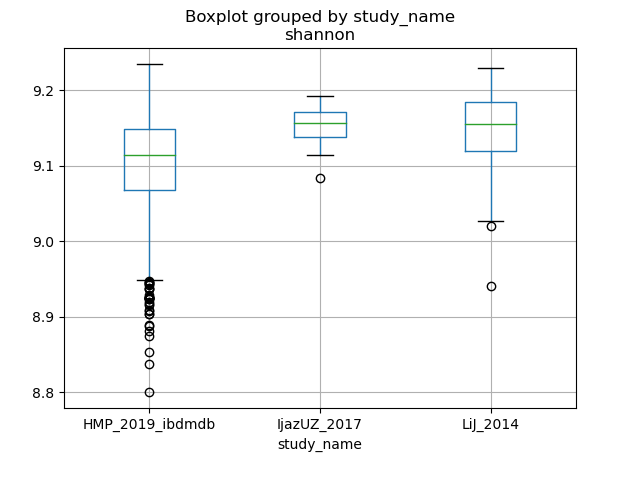 Boxplot grouped by study_name
shannon
9.2
9.1
9.0
8.9
8.8
HMP_2019_ibdmdb IjazUZ_2017 LiJ_2014
study_name